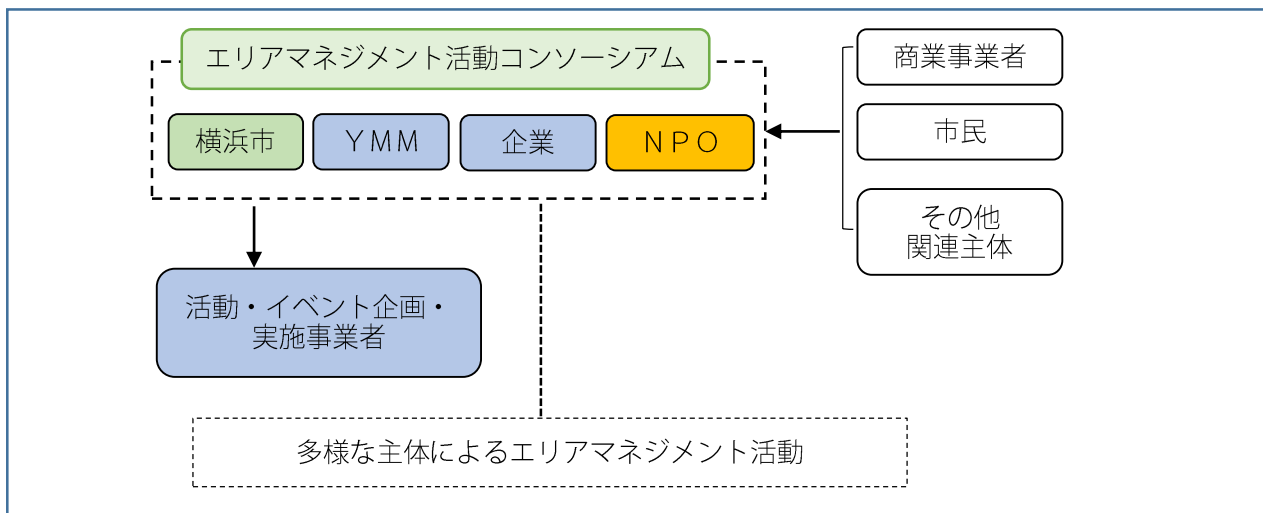 エリアマネジメント活動コンソーシアム
横浜市
ＹＭＭ
企業
ＮＰＯ
商業事業者
市民
その他
関連主体
活動・イベント企画・
実施事業者
多様な主体によるエリアマネジメント活動